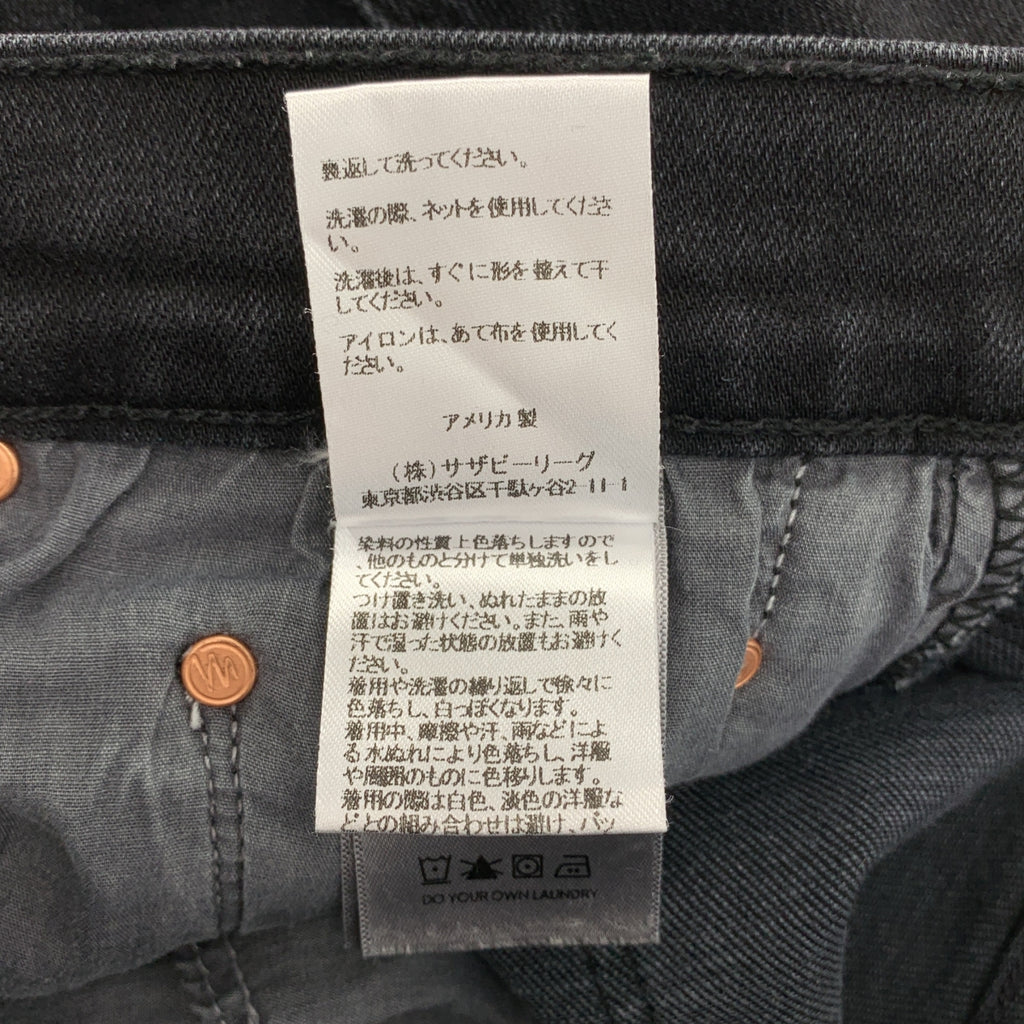 裏返して洗ってください。
洗濯の際、ネットを使用してくださ
い。
洗濯後は、すぐに形を整えて干
してください。
アイロンは、あて布を使用してく
ださい。
アメリカ製
(株)サザビーリーグ
東京都渋谷区千駄ヶ谷2-11-1
染料の性質上色落ちしますので
、他のものと分けて単独洗いをし
てください。
つけ置き洗い、ぬれたままの放
置はお避けください。また、雨や
汗で湿った状態の放置もお避けく
ださい。
着用や洗濯の繰り返しで徐々に
色落ちし、白っぽくなります。
着用中、摩擦や汗、雨などによ
る水ぬれにより色落ちし、洋服
や周囲のものに色移りします。
着用の際は白色、淡色の洋服な
どとの組み合わせは避け、バッ
DO YOUR OWN LAUNDRY